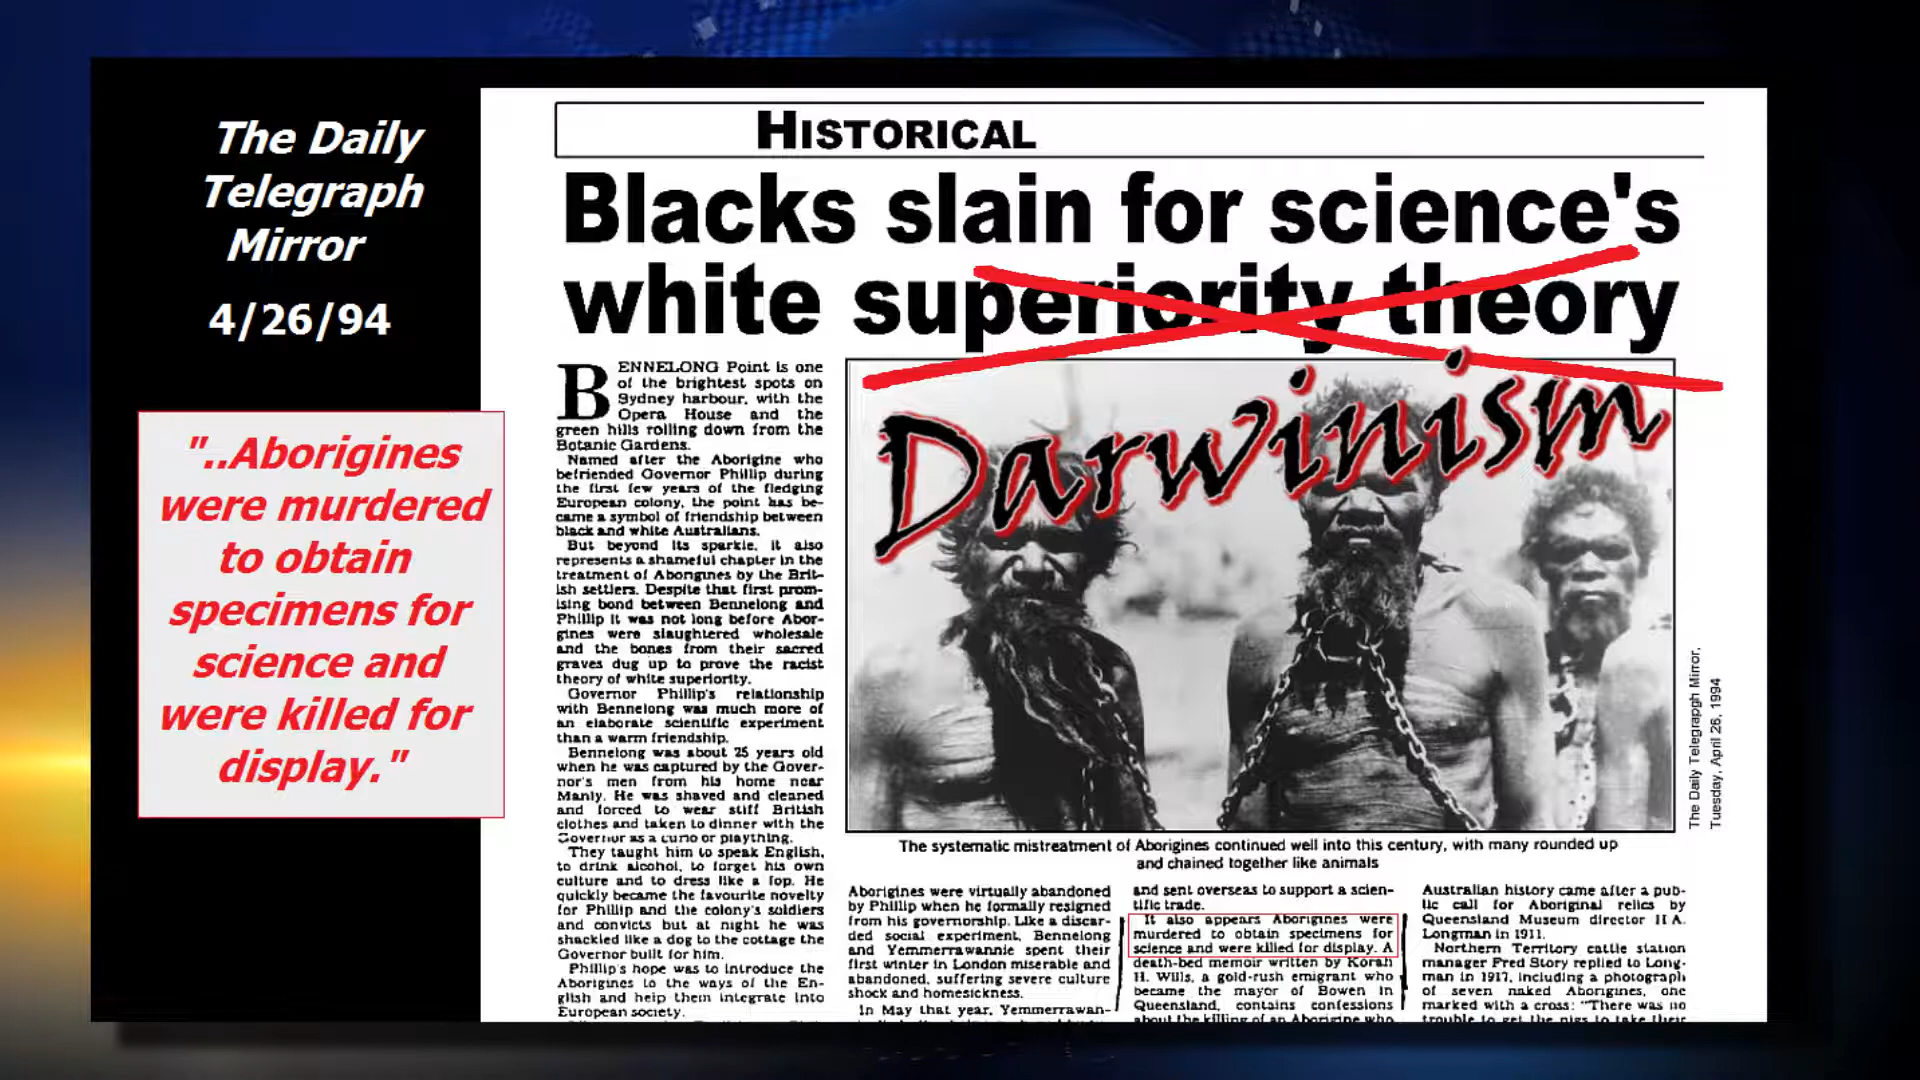 The Daily
Telegraph
Mirror
4/26/94
"..Aborigines
were murdered
to obtain
specimens for
science and
were killed for
display."
HISTORICAL
Blacks slain for science's
white superiority theory
Darwinism
BENNELONG Point is one
of the brightest spots on
Sydney harbour, with the
Opera House and the
green hills rolling down from the
Botanic Gardens.
Named after the Aborigine who
befriended Governor Phillip during
the first few years of the fledging
European colony, the point has be-
came a symbol of friendship between
black and white Australians.
But beyond its sparkle, it also
represents a shameful chapter in the
treatment of Aborigines by the Brit-
ish settlers. Despite that first prom-
ising bond between Bennelong and
Phillip it was not long before Abor-
gines were slaughtered wholesale
and the bones from their sacred
graves dug up to prove the racist
theory of white superiority.
Governor Phillip's relationship
with Bennelong was much more of
an elaborate scientific experiment
than a warm friendship.
Bennelong was about 25 years old
when he was captured by the Gover-
nor's men from his home near
Manly. He was shaved and cleaned
and forced to wear stiff British
clothes and taken to dinner with the
Governor as a curio or plaything.
They taught him to speak English,
to drink alcohol, to forget his own
culture and to dress like a fop. He
quickly became the favourite novelty
for Phillip and the colony's soldiers
and convicts but at night he was
shackled like a dog to the cottage the
Governor built for him.
Phillip's hope was to introduce the
Aborigines to the ways of the En-
glish and help them integrate into
European society.
The Daily Telegrapgh Mirror,
Tuesday, April 26, 1994
The systematic mistreatment of Aborigines continued well into this century, with many rounded up
and chained together like animals
Aborigines were virtually abandoned
by Phillip when he formally resigned
from his governorship. Like a discar-
ded social experiment, Bennelong
and Yemmerrawannie spent their
first winter in London miserable and
abandoned, suffering severe culture
shock and homesickness.
In May that year, Yemmerrawan-
and sent overseas to support a scien-
tific trade.
It also appears Aborigines were
murdered to obtain specimens for
science and were killed for display. A
death-bed memoir written by Korah
H. Wills, a gold-rush emigrant who
became the mayor of Bowen in
Queensland, contains confessions
about the killing of an Aborigine who
Australian history came after a pub-
lic call for Aboriginal relics by
Queensland Museum director H A.
Longman in 1911.
Northern Territory cattle station
manager Fred Story replied to Long-
man in 1917, including a photograph
of seven naked Aborigines, one
marked with a cross: "There was no
trouble to get the pigs to take their